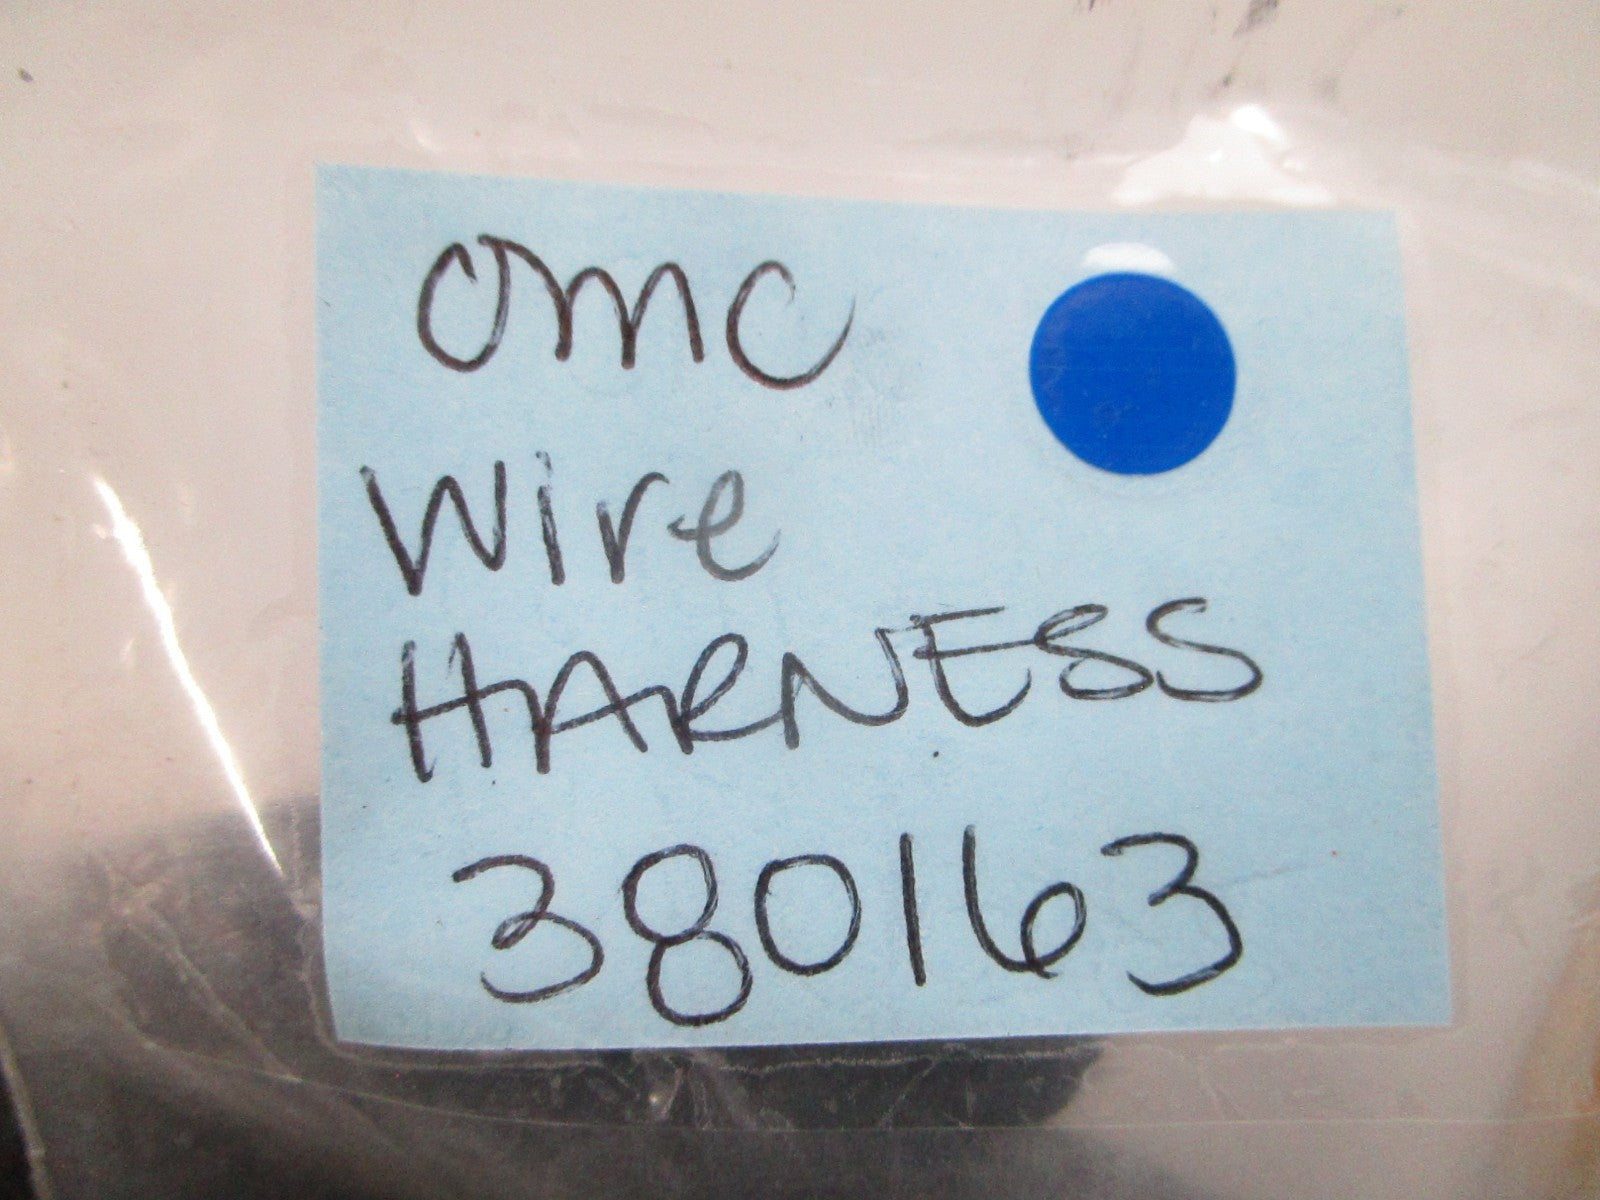 omc
wire
HARNESS
380163